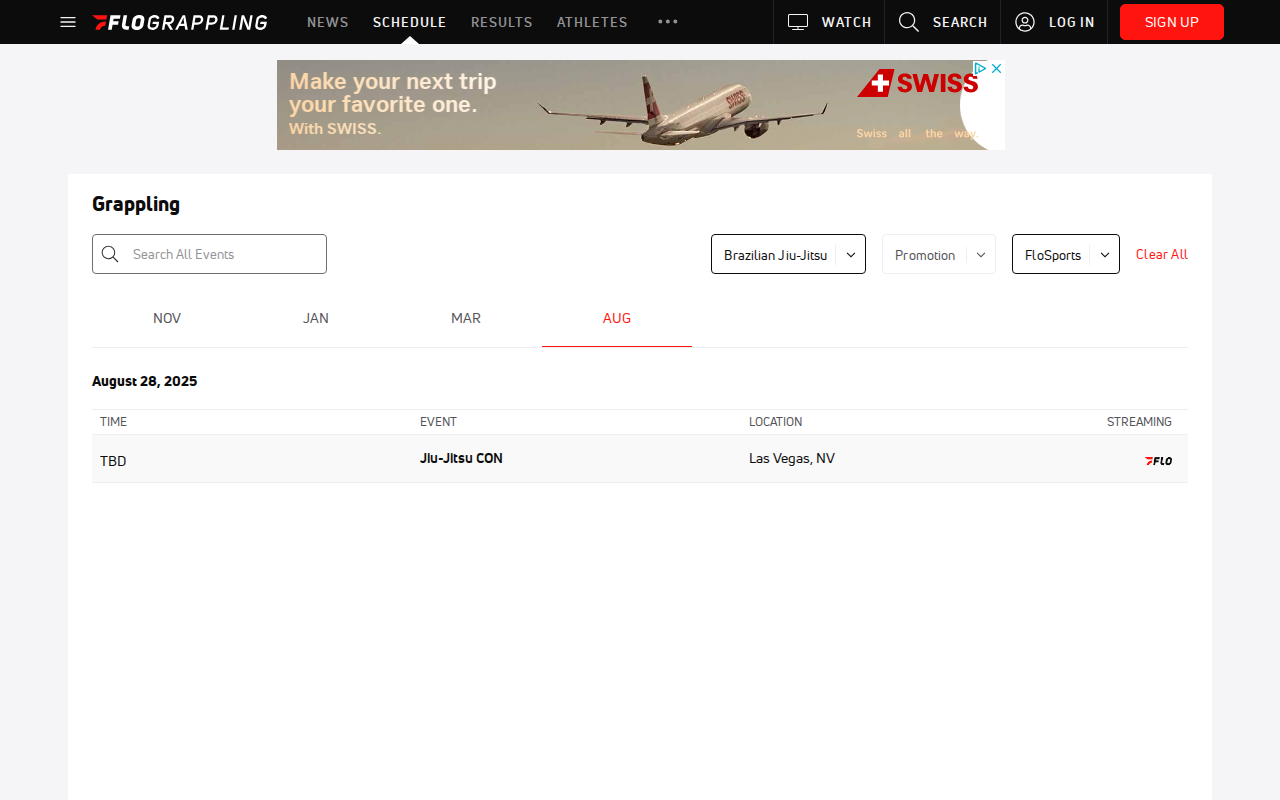 FLOGRAPPLING NEWS SCHEDULE RESULTS ATHLETES ••• WATCH SEARCH LOG IN SIGN UP
Make your next trip
your favorite one.
With SWISS.
SWISS
SWISS
Swiss all the way.
Grappling
Search All Events Brazilian Jiu-Jitsu Promotion FloSports Clear All
NOV JAN MAR AUG
August 28, 2025
TIME EVENT LOCATION STREAMING
TBD Jiu-Jitsu CON Las Vegas, NV FLO